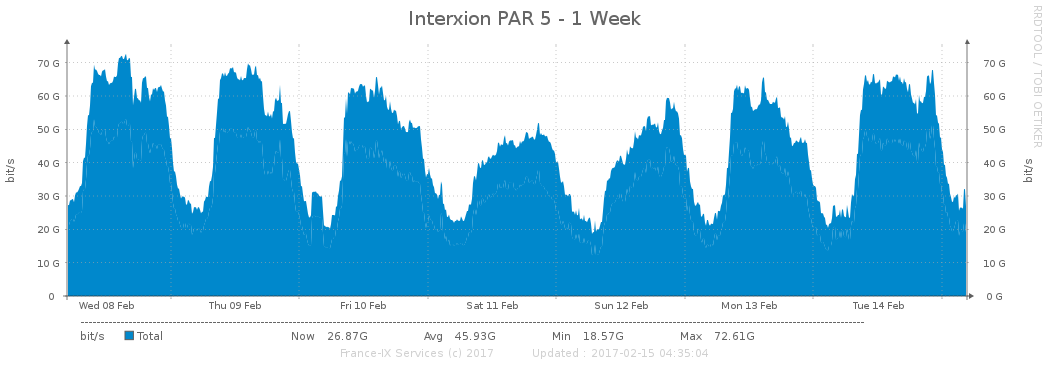 Interxion PAR 5 - 1 Week
RRDTOOL / TOBI OETIKER
bit/s
70 G 70 G
60 G 60 G
50 G 50 G
40 G 40 G
30 G 30 G
20 G 20 G
10 G 10 G
0 0 G
bit/s
Wed 08 Feb Thu 09 Feb Fri 10 Feb Sat 11 Feb Sun 12 Feb Mon 13 Feb Tue 14 Feb
bit/s Total Now 26.87G Avg 45.93G Min 18.57G Max 72.61G
France-IX Services (c) 2017 Updated : 2017-02-15 04:35:04